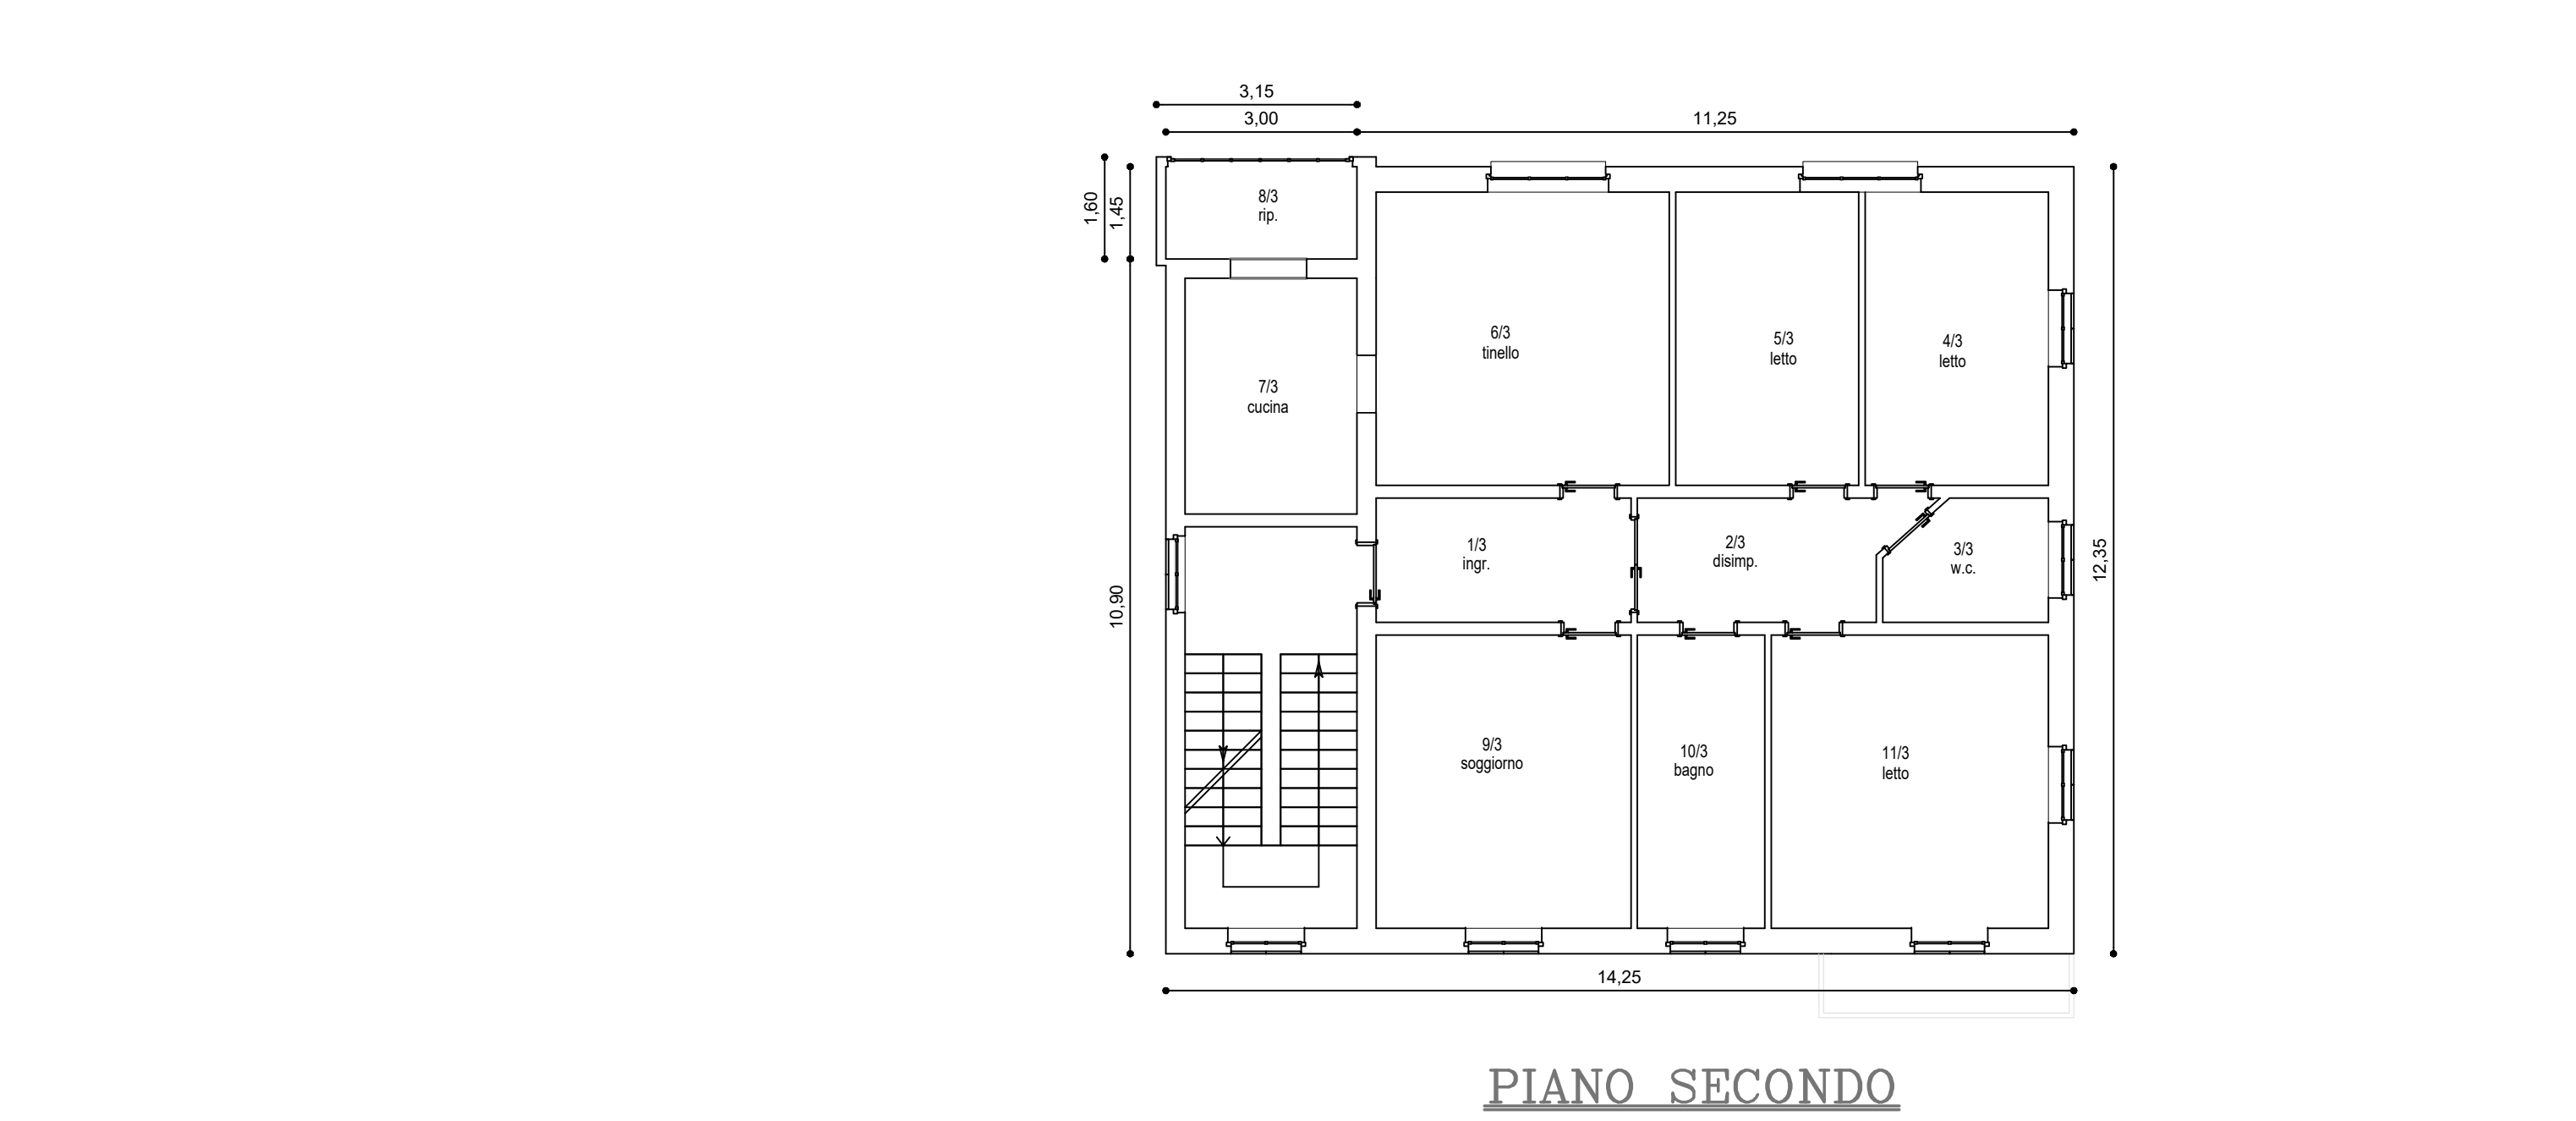 3,15
3,00
11,25
1,60
1,45
8/3
rip.
6/3
tinello
5/3
letto
4/3
letto
7/3
cucina
1/3
ingr.
2/3
disimp.
3/3
w.c.
12,35
10,90
9/3
soggiorno
10/3
bagno
11/3
letto
14,25
PIANO SECONDO